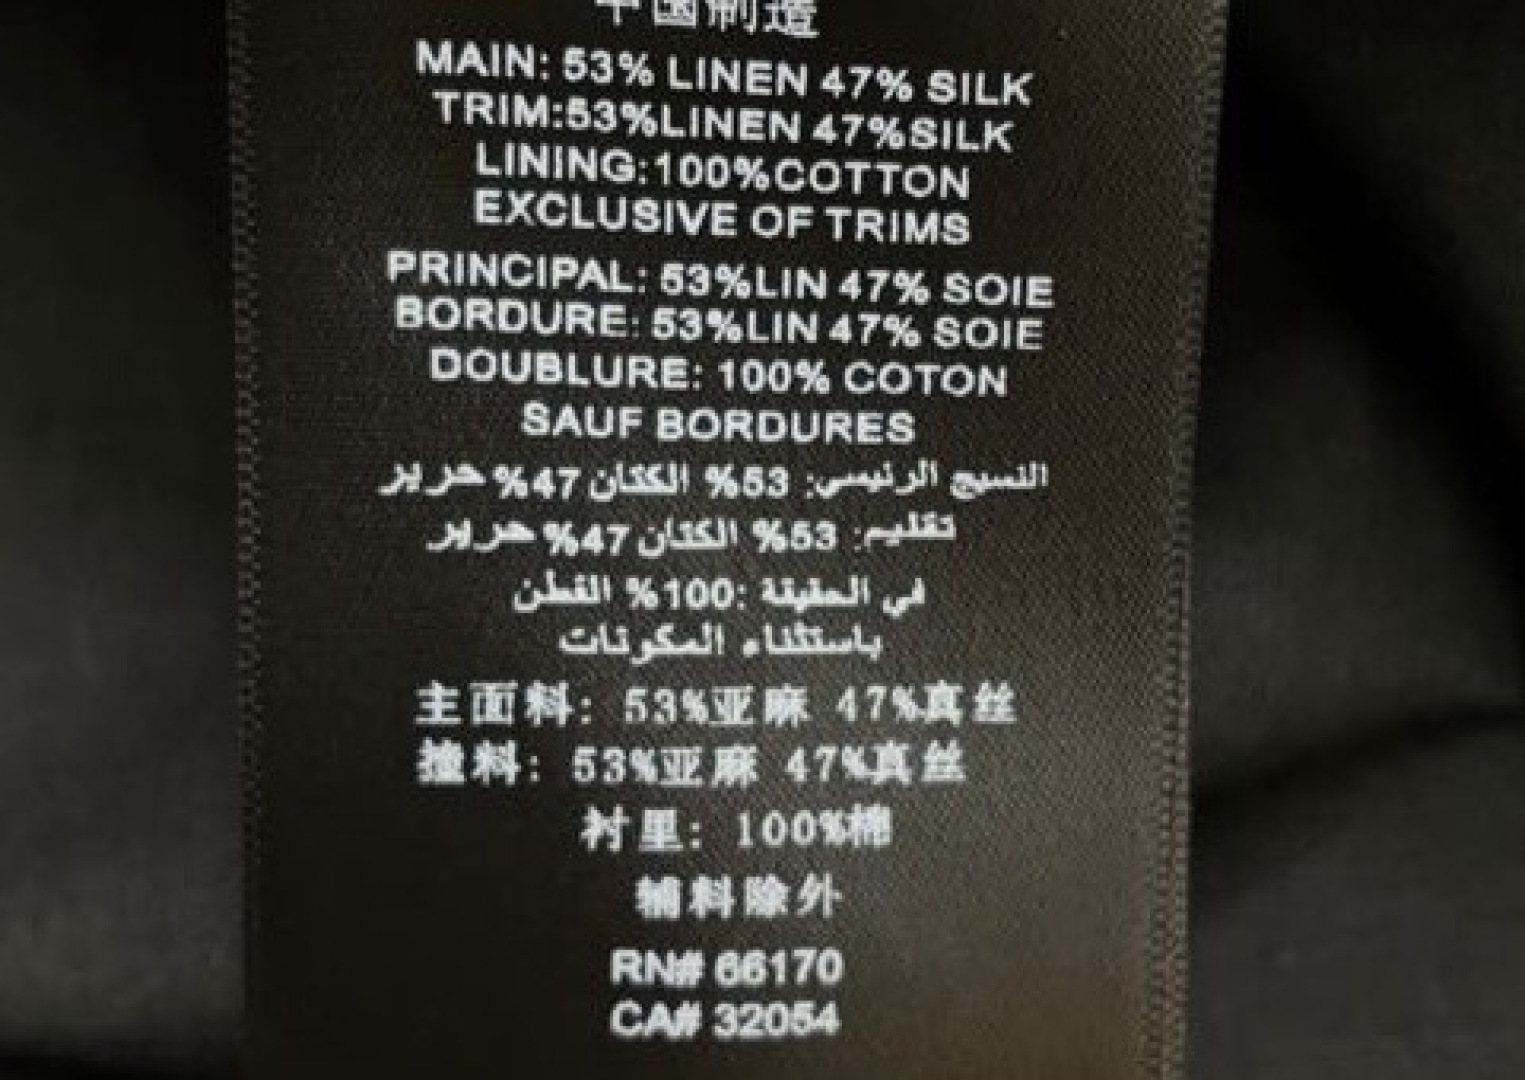 中国制造
MAIN: 53% LINEN 47% SILK
TRIM:53%LINEN 47%SILK
LINING:100%COTTON
EXCLUSIVE OF TRIMS
PRINCIPAL: 53%LIN 47% SOIE
BORDURE: 53%LIN 47% SOIE
DOUBLURE: 100% COTON
SAUF BORDURES
النسيج الرئيسي: 53% الكتان 47% حرير
تقليم: 53% الكتان 47% حرير
في الحقيقة :100% القطن
باستثناء المكونات
主面料: 53%亚麻 47%真丝
撞料: 53%亚麻 47%真丝
衬里: 100%棉
辅料除外
RN# 66170
CA# 32054